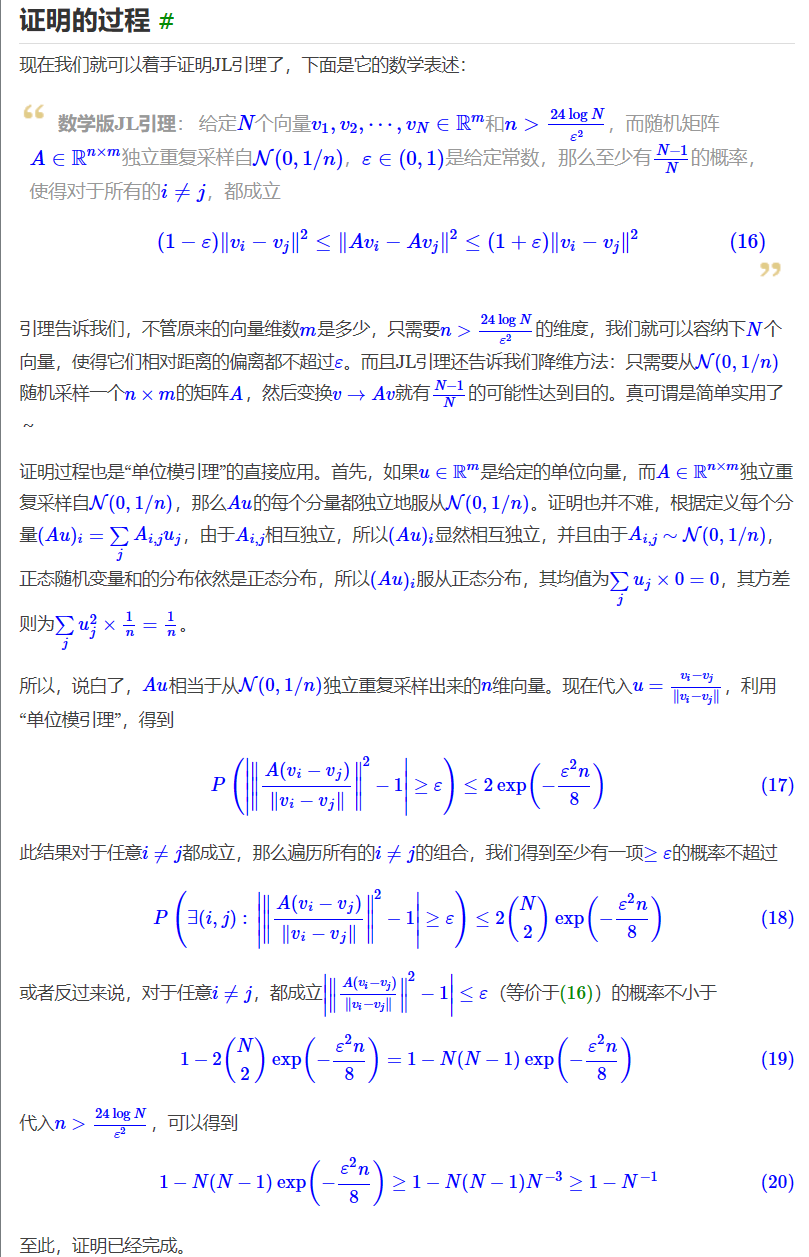 证明的过程 #
现在我们就可以着手证明JL引理了，下面是它的数学表述：
“ 数学版JL引理： 给定$N$个向量$v_1, v_2, \cdots, v_N \in \mathbb{R}^m$和$n > \frac{24 \log N}{\varepsilon^2}$，而随机矩阵
$A \in \mathbb{R}^{n \times m}$独立重复采样自$\mathcal{N}(0, 1/n)$，$\varepsilon \in (0, 1)$是给定常数，那么至少有$\frac{N-1}{N}$的概率，
使得对于所有的$i \neq j$，都成立
$(1 - \varepsilon)\Vert v_i - v_j \Vert^2 \leq \Vert A v_i - A v_j \Vert^2 \leq (1 + \varepsilon)\Vert v_i - v_j \Vert^2$ (16)
”
引理告诉我们，不管原来的向量维数$m$是多少，只需要$n > \frac{24 \log N}{\varepsilon^2}$的维度，我们就可以容纳下$N$个
向量，使得它们相对距离的偏离都不超过$\varepsilon$。而且JL引理还告诉我们降维方法：只需要从$\mathcal{N}(0, 1/n)$
随机采样一个$n \times m$的矩阵$A$，然后变换$v \to Av$就有$\frac{N-1}{N}$的可能性达到目的。真可谓是简单实用了
~
证明过程也是“单位模引理”的直接应用。首先，如果$u \in \mathbb{R}^m$是给定的单位向量，而$A \in \mathbb{R}^{n \times m}$独立重
复采样自$\mathcal{N}(0, 1/n)$，那么$Au$的每个分量都独立地服从$\mathcal{N}(0, 1/n)$。证明也并不难，根据定义每个分
量$(Au)_i = \sum\limits_j A_{i,j} u_j$，由于$A_{i,j}$相互独立，所以$(Au)_i$显然相互独立，并且由于$A_{i,j} \sim \mathcal{N}(0, 1/n)$，
正态随机变量和的分布依然是正态分布，所以$(Au)_i$服从正态分布，其均值为$\sum\limits_j u_j \times 0 = 0$，其方差
则为$\sum\limits_j u_j^2 \times \frac{1}{n} = \frac{1}{n}$。
所以，说白了，$Au$相当于从$\mathcal{N}(0, 1/n)$独立重复采样出来的$n$维向量。现在代入$u = \frac{v_i - v_j}{\Vert v_i - v_j \Vert}$，利用
“单位模引理”，得到
$P\left(\left|\left\Vert \frac{A(v_i - v_j)}{\Vert v_i - v_j \Vert} \right\Vert^2 - 1\right| \geq \varepsilon\right) \leq 2 \exp\left(-\frac{\varepsilon^2 n}{8}\right)$ (17)
此结果对于任意$i \neq j$都成立，那么遍历所有的$i \neq j$的组合，我们得到至少有一项$\geq \varepsilon$的概率不超过
$P\left(\exists (i, j): \left|\left\Vert \frac{A(v_i - v_j)}{\Vert v_i - v_j \Vert} \right\Vert^2 - 1\right| \geq \varepsilon\right) \leq 2 \binom{N}{2} \exp\left(-\frac{\varepsilon^2 n}{8}\right)$ (18)
或者反过来说，对于任意$i \neq j$，都成立$\left|\left\Vert \frac{A(v_i - v_j)}{\Vert v_i - v_j \Vert} \right\Vert^2 - 1\right| \leq \varepsilon$（等价于(16)）的概率不小于
$1 - 2 \binom{N}{2} \exp\left(-\frac{\varepsilon^2 n}{8}\right) = 1 - N(N - 1) \exp\left(-\frac{\varepsilon^2 n}{8}\right)$ (19)
代入$n > \frac{24 \log N}{\varepsilon^2}$，可以得到
$1 - N(N - 1) \exp\left(-\frac{\varepsilon^2 n}{8}\right) \geq 1 - N(N - 1) N^{-3} \geq 1 - N^{-1}$ (20)
至此，证明已经完成。